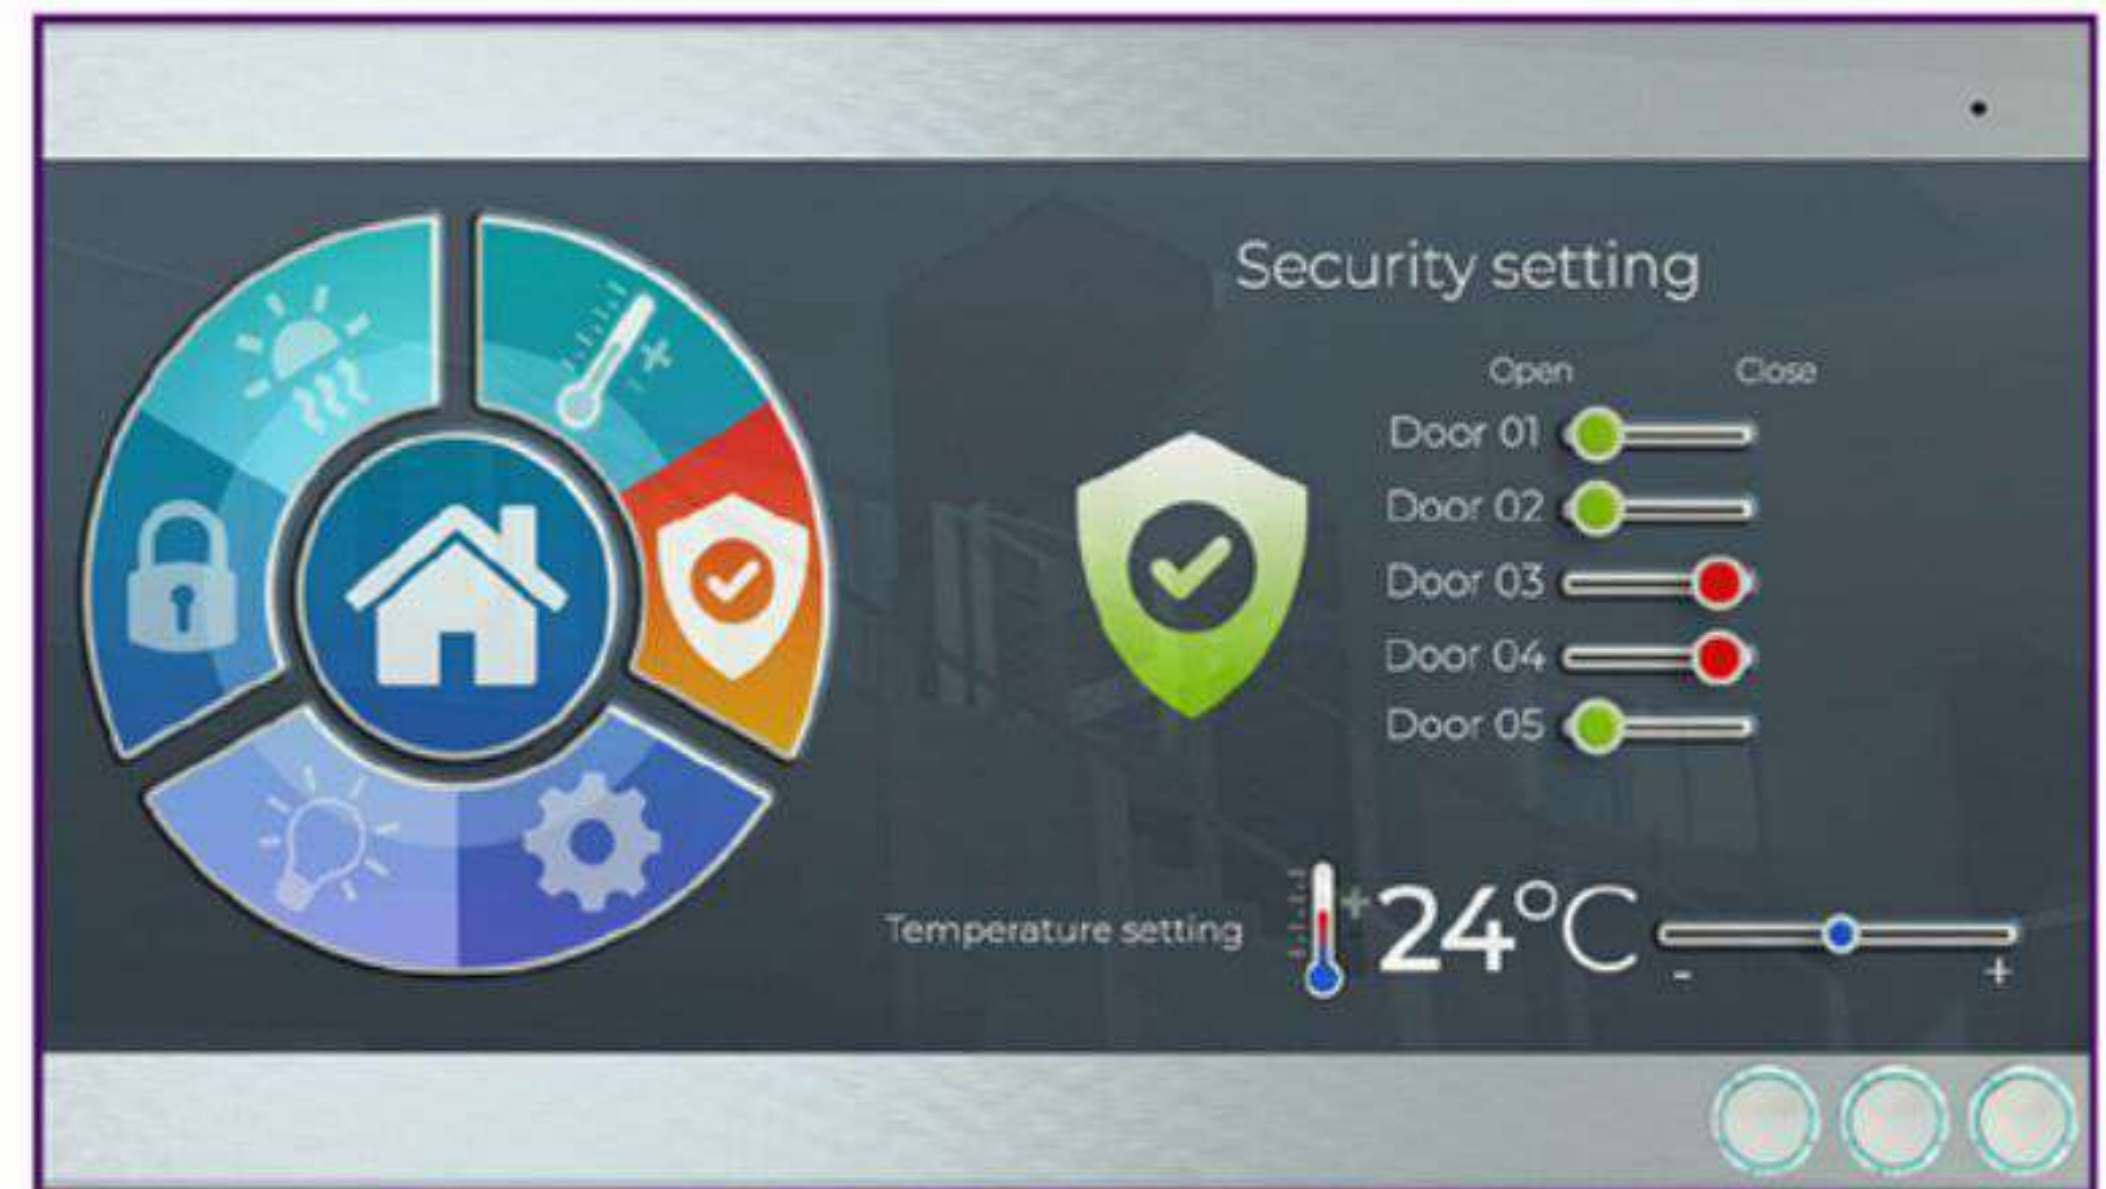 Security setting
Open Close
Door 01
Door 02
Door 03
Door 04
Door 05
Temperature setting 24°C
- +